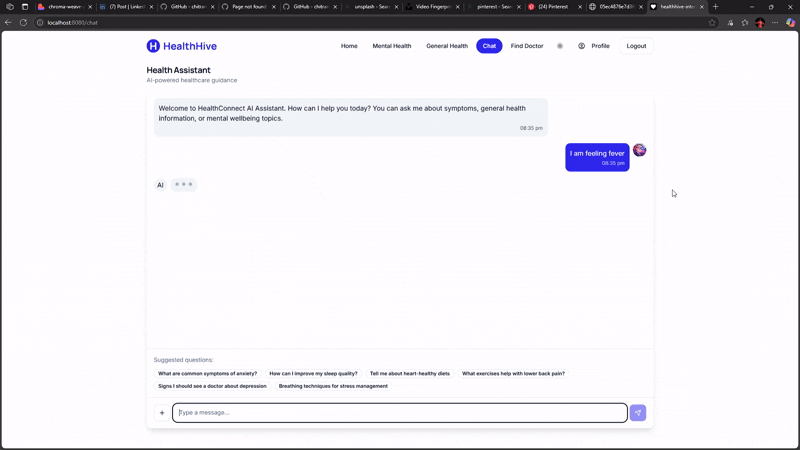 chroma-weave
(7) Post | LinkedI
GitHub - chitra
Page not found
GitHub - chitra
unsplash - Sea
Video Fingerpr
pinterest - Sear
(24) Pinterest
05ec4876e7d3
healthhive-inte
localhost:8080/chat
HealthHive
Home
Mental Health
General Health
Chat
Find Doctor
Profile
Logout
Health Assistant
AI-powered healthcare guidance
Welcome to HealthConnect AI Assistant. How can I help you today? You can ask me about symptoms, general health
information, or mental wellbeing topics.
08:35 pm
I am feeling fever
08:35 pm
AI
Suggested questions:
What are common symptoms of anxiety?
How can I improve my sleep quality?
Tell me about heart-healthy diets
What exercises help with lower back pain?
Signs I should see a doctor about depression
Breathing techniques for stress management
Type a message...